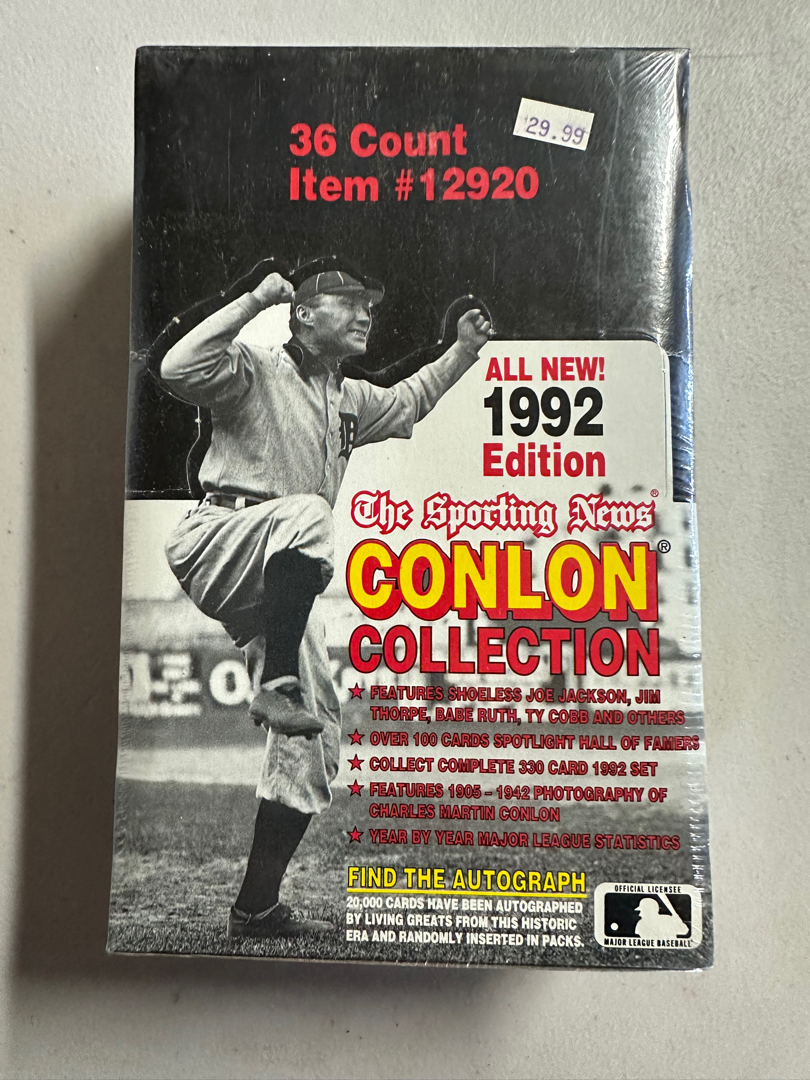 36 Count
Item #12920
29.99
ALL NEW!
1992
Edition
The Sporting News®
CONLON®
COLLECTION
★ FEATURES SHOELESS JOE JACKSON, JIM
THORPE, BABE RUTH, TY COBB AND OTHERS
★ OVER 100 CARDS SPOTLIGHT HALL OF FAMERS
★ COLLECT COMPLETE 330 CARD 1992 SET
★ FEATURES 1905 - 1942 PHOTOGRAPHY OF
CHARLES MARTIN CONLON
★ YEAR BY YEAR MAJOR LEAGUE STATISTICS
FIND THE AUTOGRAPH
20,000 CARDS HAVE BEEN AUTOGRAPHED
BY LIVING GREATS FROM THIS HISTORIC
ERA AND RANDOMLY INSERTED IN PACKS.
OFFICIAL LICENSEE
MAJOR LEAGUE BASEBALL